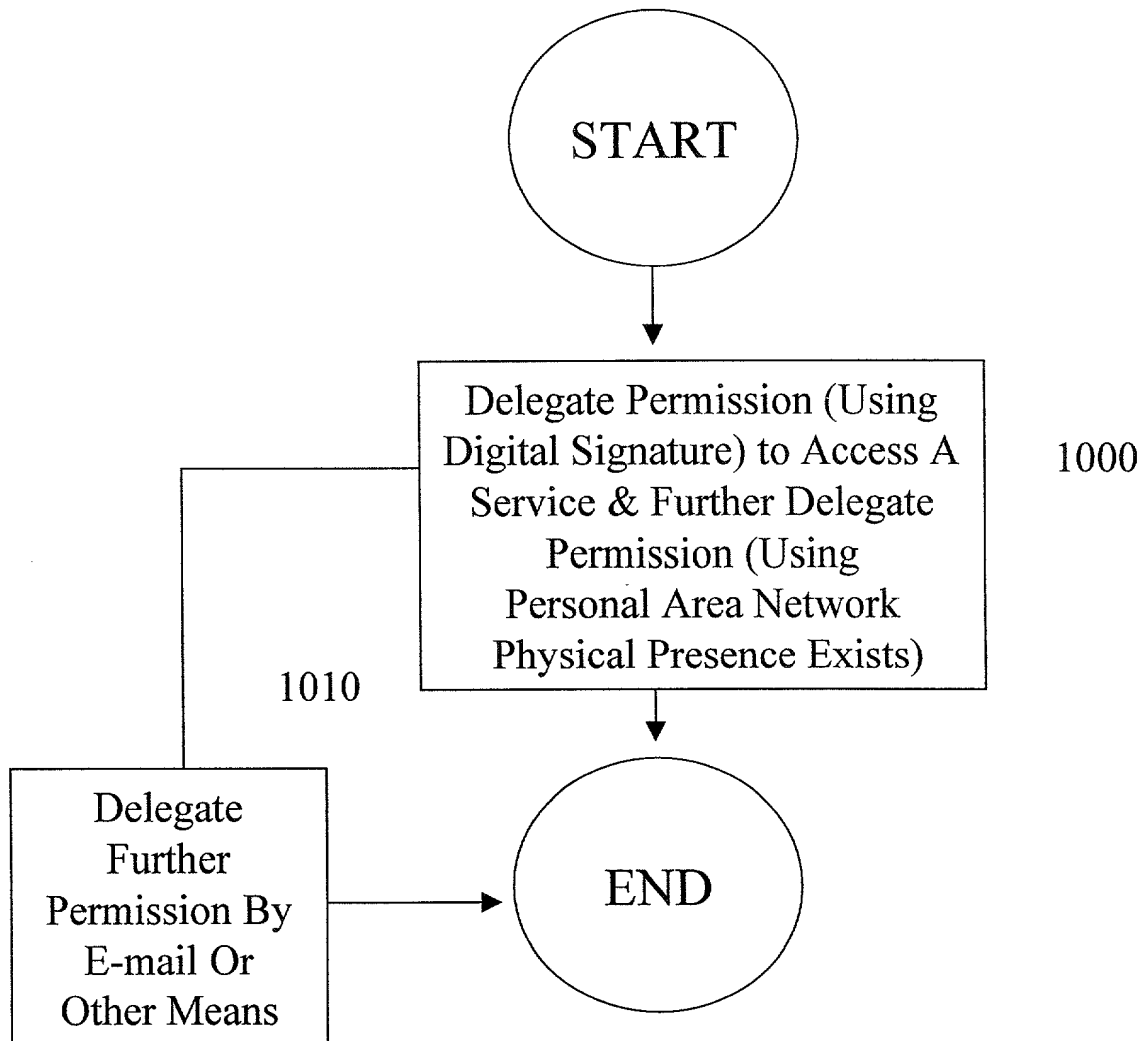 START
Delegate Permission (Using
Digital Signature) to Access A
Service & Further Delegate
Permission (Using
Personal Area Network
Physical Presence Exists)
1000
1010
Delegate
Further
Permission By
E-mail Or
Other Means
END